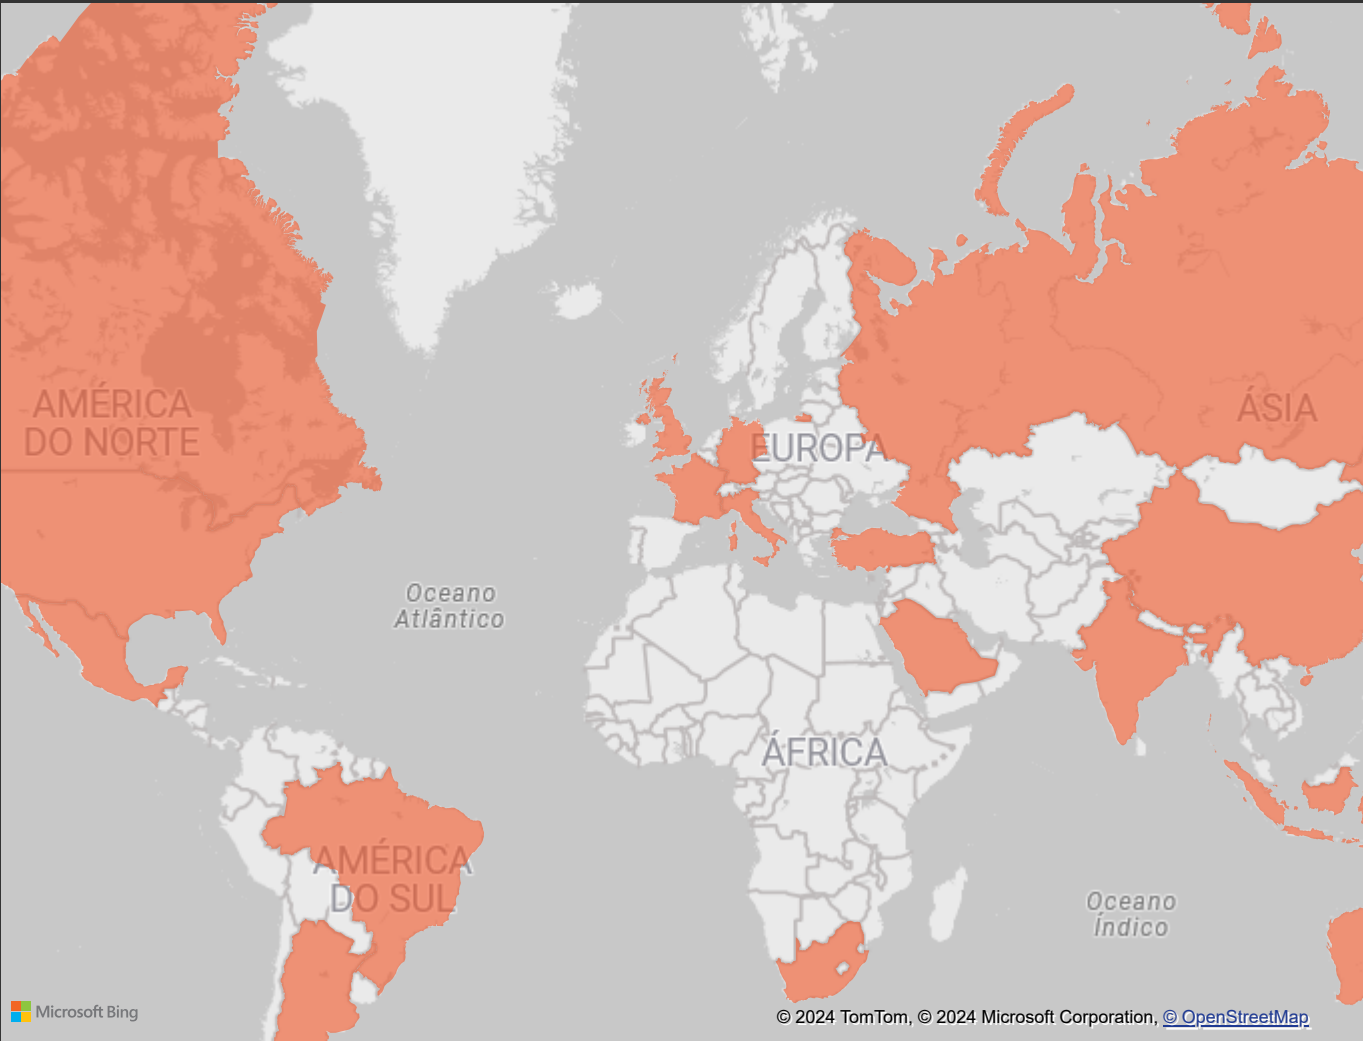 AMÉRICA
DO NORTE
EUROPA
ÁSIA
Oceano
Atlântico
ÁFRICA
AMÉRICA
DO SUL
Oceano
Índico
Microsoft Bing
© 2024 TomTom, © 2024 Microsoft Corporation, © OpenStreetMap